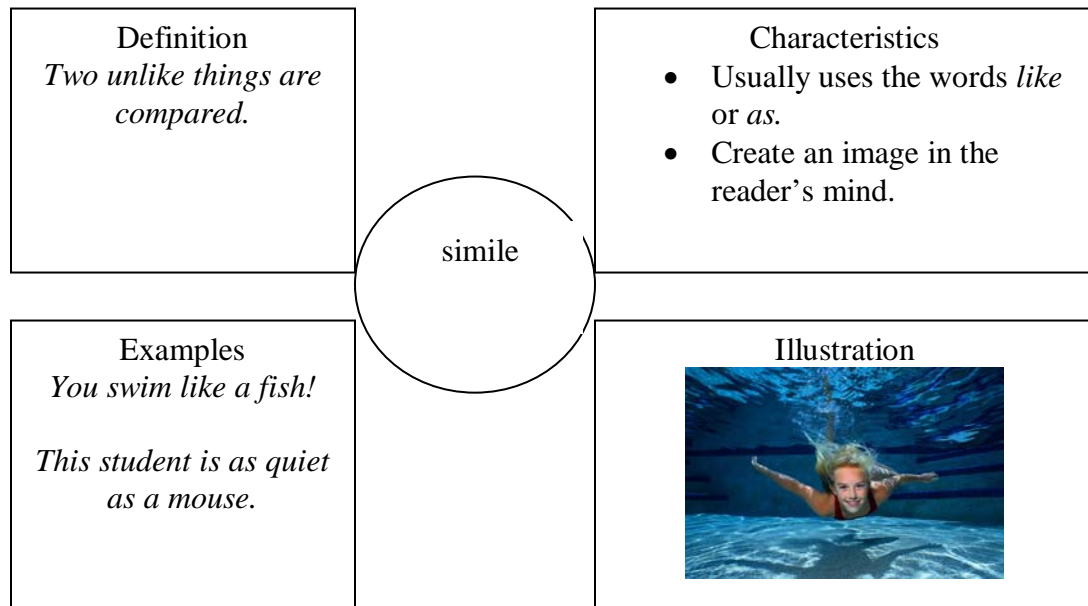 Definition
Two unlike things are
compared.
Characteristics
• Usually uses the words like
or as.
• Create an image in the
reader’s mind.
simile
Examples
You swim like a fish!
This student is as quiet
as a mouse.
Illustration